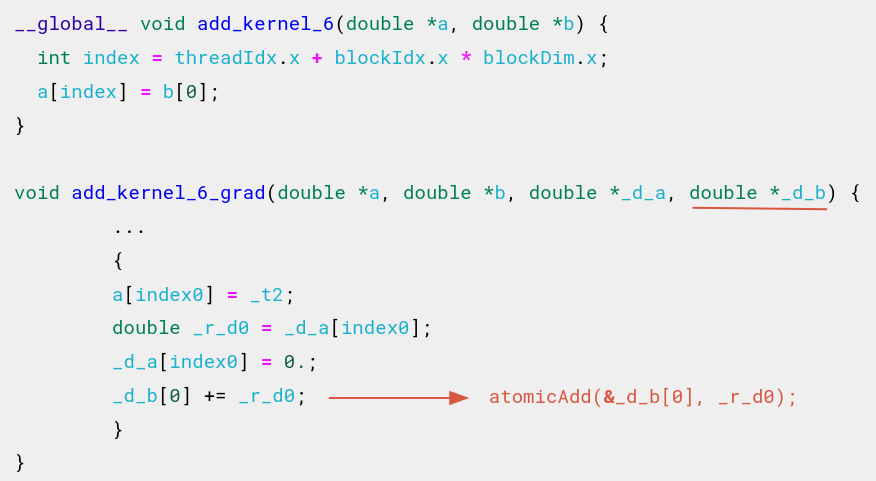 __global__ void add_kernel_6(double *a, double *b) {
int index = threadIdx.x + blockIdx.x * blockDim.x;
a[index] = b[0];
}
void add_kernel_6_grad(double *a, double *b, double *_d_a, double *_d_b) {
...
{
a[index0] = _t2;
double _r_d0 = _d_a[index0];
_d_a[index0] = 0.;
_d_b[0] += _r_d0; atomicAdd(&_d_b[0], _r_d0);
}
}